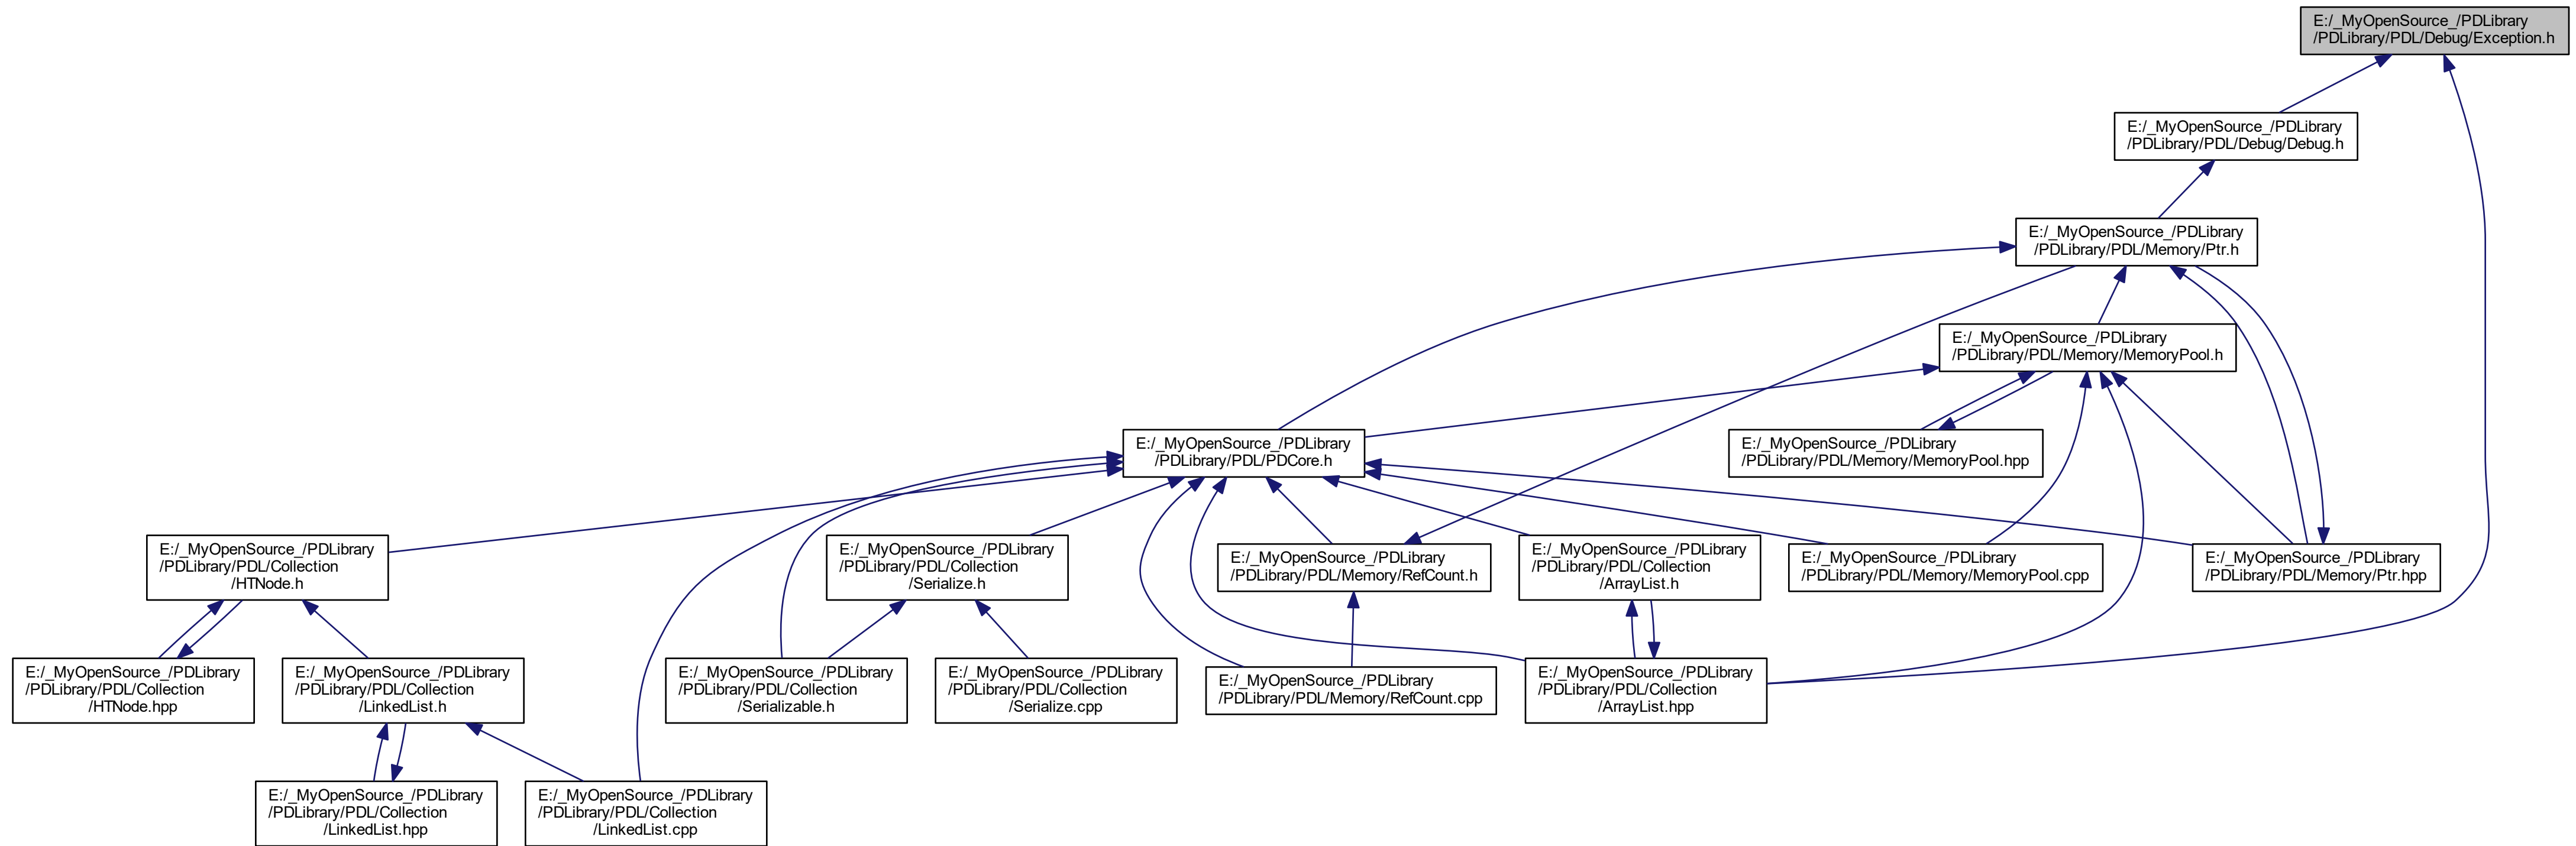 E:/_MyOpenSource_/PDLibrary
/PDLibrary/PDL/Debug/Exception.h
E:/_MyOpenSource_/PDLibrary
/PDLibrary/PDL/Debug/Debug.h
E:/_MyOpenSource_/PDLibrary
/PDLibrary/PDL/Memory/Ptr.h
E:/_MyOpenSource_/PDLibrary
/PDLibrary/PDL/Memory/MemoryPool.h
E:/_MyOpenSource_/PDLibrary
/PDLibrary/PDL/PDCore.h
E:/_MyOpenSource_/PDLibrary
/PDLibrary/PDL/Memory/MemoryPool.hpp
E:/_MyOpenSource_/PDLibrary
/PDLibrary/PDL/Collection
/HTNode.h
E:/_MyOpenSource_/PDLibrary
/PDLibrary/PDL/Collection
/Serialize.h
E:/_MyOpenSource_/PDLibrary
/PDLibrary/PDL/Memory/RefCount.h
E:/_MyOpenSource_/PDLibrary
/PDLibrary/PDL/Collection
/ArrayList.h
E:/_MyOpenSource_/PDLibrary
/PDLibrary/PDL/Memory/MemoryPool.cpp
E:/_MyOpenSource_/PDLibrary
/PDLibrary/PDL/Memory/Ptr.hpp
E:/_MyOpenSource_/PDLibrary
/PDLibrary/PDL/Collection
/HTNode.hpp
E:/_MyOpenSource_/PDLibrary
/PDLibrary/PDL/Collection
/LinkedList.h
E:/_MyOpenSource_/PDLibrary
/PDLibrary/PDL/Collection
/Serializable.h
E:/_MyOpenSource_/PDLibrary
/PDLibrary/PDL/Collection
/Serialize.cpp
E:/_MyOpenSource_/PDLibrary
/PDLibrary/PDL/Memory/RefCount.cpp
E:/_MyOpenSource_/PDLibrary
/PDLibrary/PDL/Collection
/ArrayList.hpp
E:/_MyOpenSource_/PDLibrary
/PDLibrary/PDL/Collection
/LinkedList.hpp
E:/_MyOpenSource_/PDLibrary
/PDLibrary/PDL/Collection
/LinkedList.cpp